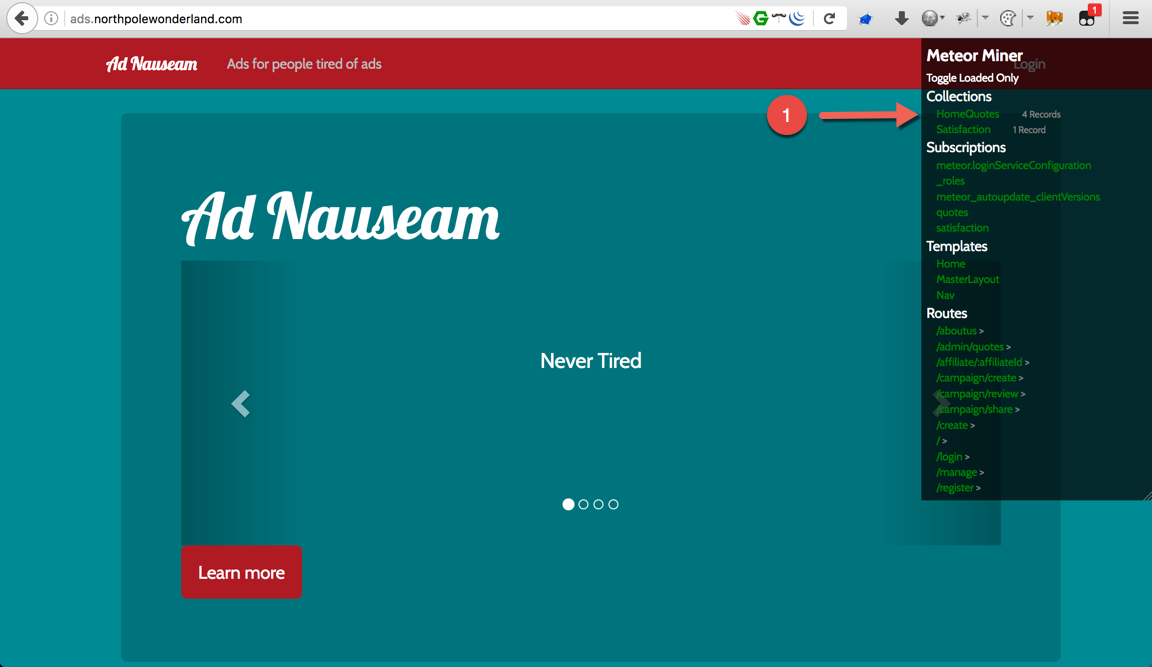 ads.northpolewonderland.com
1
Ad Nauseam
Ads for people tired of ads
Login
Meteor Miner
Toggle Loaded Only
Collections
HomeQuotes 4 Records
Satisfaction 1 Record
Subscriptions
meteor.loginServiceConfiguration
_roles
meteor_autoupdate_clientVersions
quotes
satisfaction
Templates
Home
MasterLayout
Nav
Routes
/aboutus >
/admin/quotes >
/affiliate/:affiliateId >
/campaign/create >
/campaign/review >
/campaign/share >
/create >
/ >
/login >
/manage >
/register >
1
Ad Nauseam
Never Tired
Learn more